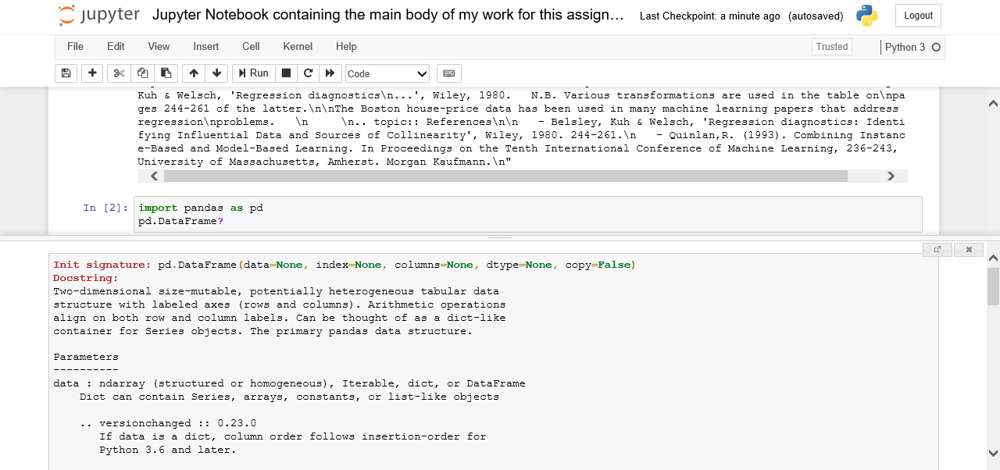 jupyter Jupyter Notebook containing the main body of my work for this assign... Last Checkpoint: a minute ago (autosaved) Logout
File Edit View Insert Cell Kernel Help Trusted Python 3
Run Code
Kuh & Welsch, 'Regression diagnostics\n...', Wiley, 1980.   N.B. Various transformations are used in the table on\npa
ges 244-261 of the latter.\n\nThe Boston house-price data has been used in many machine learning papers that address
regression\nproblems.   \n     \n.. topic:: References\n\n   - Belsley, Kuh & Welsch, 'Regression diagnostics: Identi
fying Influential Data and Sources of Collinearity', Wiley, 1980. 244-261.\n   - Quinlan,R. (1993). Combining Instanc
e-Based and Model-Based Learning. In Proceedings on the Tenth International Conference of Machine Learning, 236-243,
University of Massachusetts, Amherst. Morgan Kaufmann.\n"
In [2]: import pandas as pd
pd.DataFrame?
Init signature: pd.DataFrame(data=None, index=None, columns=None, dtype=None, copy=False)
Docstring:
Two-dimensional size-mutable, potentially heterogeneous tabular data
structure with labeled axes (rows and columns). Arithmetic operations
align on both row and column labels. Can be thought of as a dict-like
container for Series objects. The primary pandas data structure.
Parameters
----------
data : ndarray (structured or homogeneous), Iterable, dict, or DataFrame
    Dict can contain Series, arrays, constants, or list-like objects
    .. versionchanged :: 0.23.0
       If data is a dict, column order follows insertion-order for
       Python 3.6 and later.